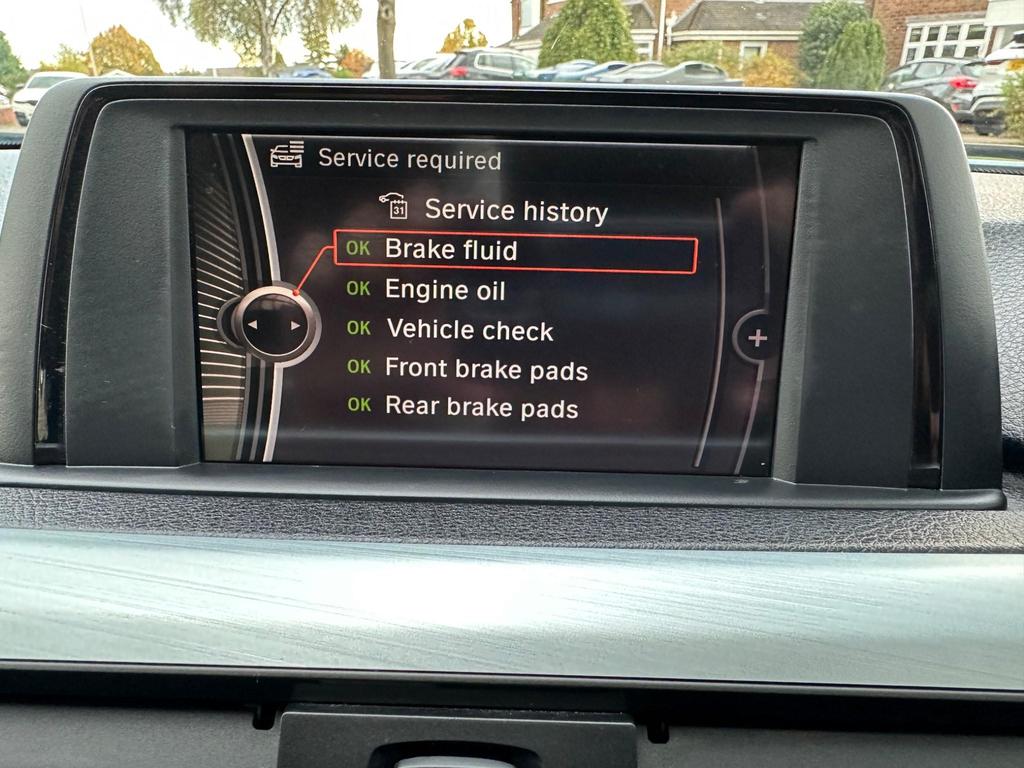 Service required
31 Service history
OK Brake fluid
OK Engine oil
OK Vehicle check
OK Front brake pads
OK Rear brake pads